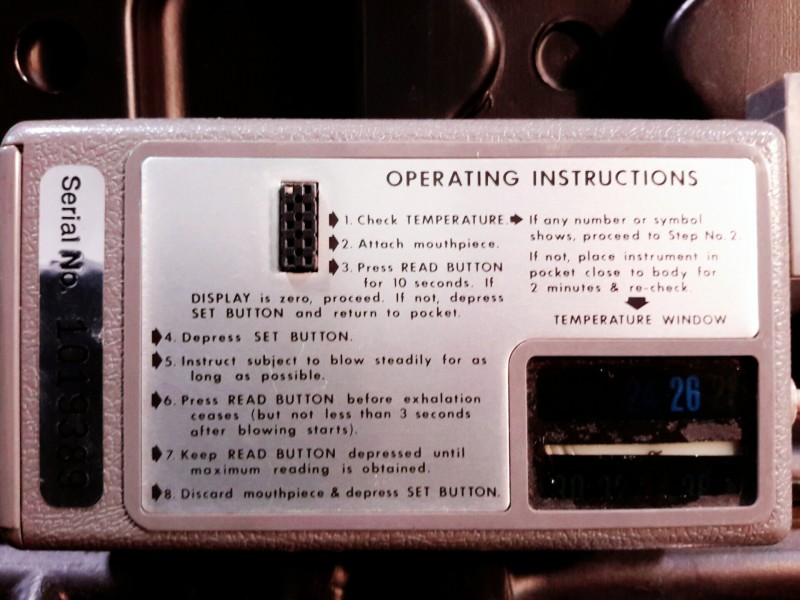 OPERATING INSTRUCTIONS
1. Check TEMPERATURE.
If any number or symbol
shows, proceed to Step No. 2.
2. Attach mouthpiece.
3. Press READ BUTTON
for 10 seconds. If
DISPLAY is zero, proceed. If not, depress
SET BUTTON and return to pocket.
If not, place instrument in
pocket close to body for
2 minutes & re-check.
TEMPERATURE WINDOW
4. Depress SET BUTTON.
5. Instruct subject to blow steadily for as
long as possible.
6. Press READ BUTTON before exhalation
ceases (but not less than 3 seconds
after blowing starts).
7. Keep READ BUTTON depressed until
maximum reading is obtained.
8. Discard mouthpiece & depress SET BUTTON.
Serial No. 1019389
26